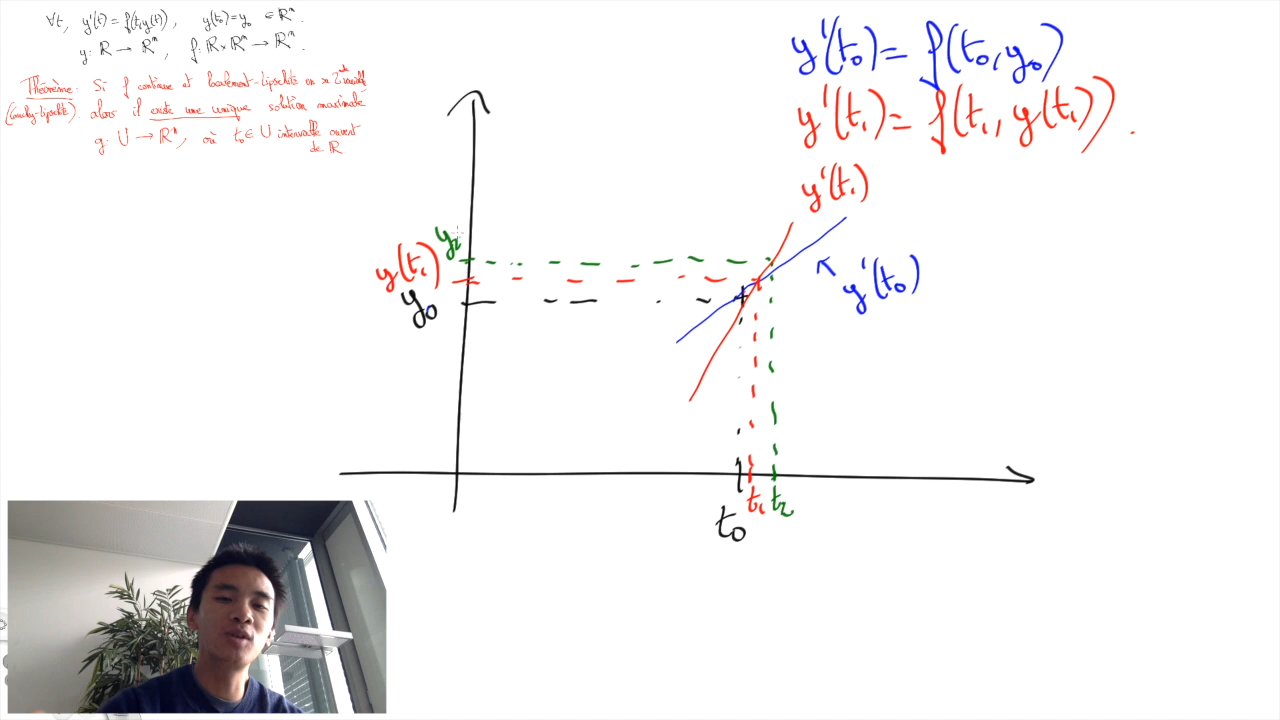 ∀t, y'(t) = f(t,y(t)), y(t₀)=y₀ ∈ ℝⁿ.
y: ℝ → ℝⁿ, f: ℝ×ℝⁿ → ℝⁿ.
Théorème: Si f continue et localement-Lipschitz en sa 2nde variable
(Cauchy-Lipschitz) alors il existe une unique solution maximale
y: U → ℝⁿ, où t₀ ∈ U intervalle ouvert
de ℝ.
y'(t₀) = f(t₀, y₀)
y'(t₁) = f(t₁, y(t₁)).
y'(t₁)
y₂
y(t₁)
y₀
y'(t₀)
t₀ t₁ t₂